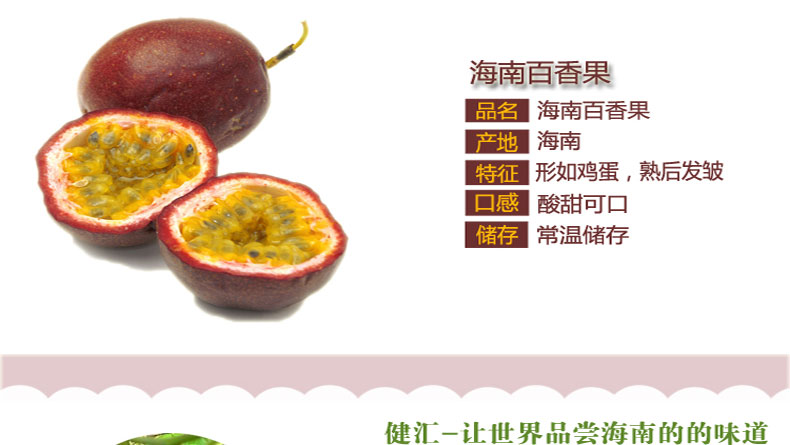 海南百香果
品名 海南百香果
产地 海南
特征 形如鸡蛋，熟后发皱
口感 酸甜可口
储存 常温储存
健汇-让世界品尝海南的的味道